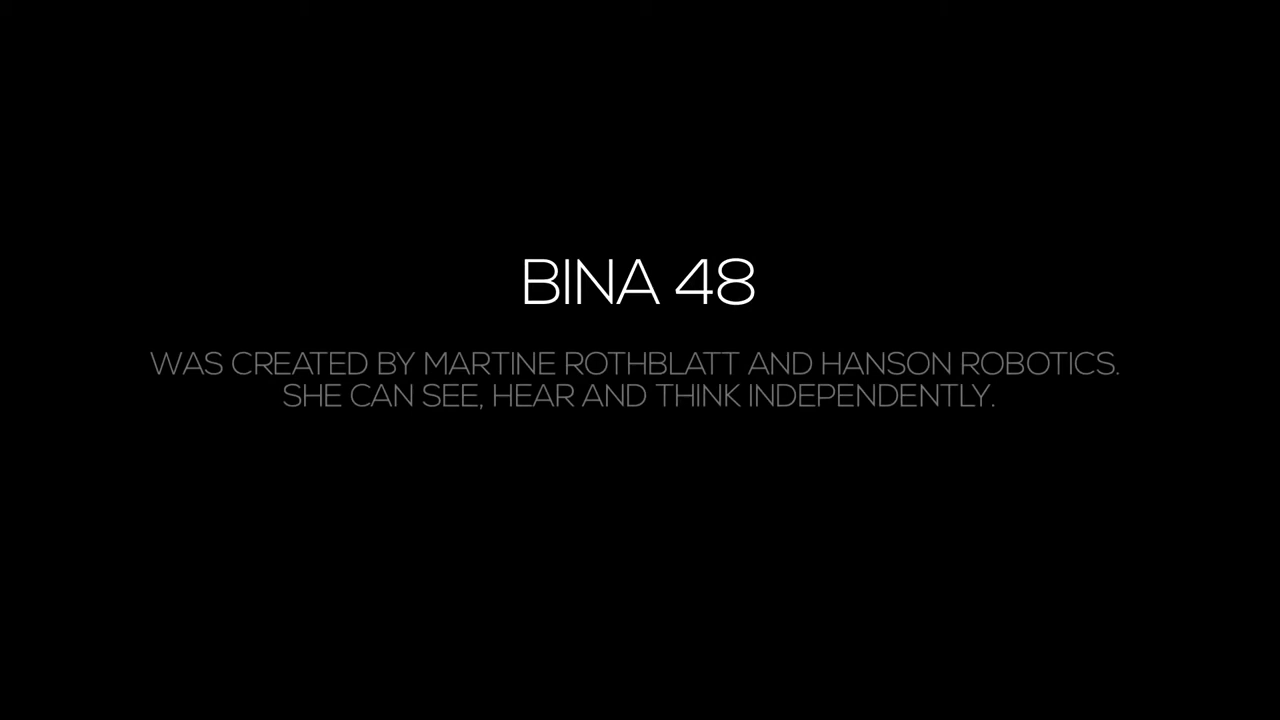 BINA 48
WAS CREATED BY MARTINE ROTHBLATT AND HANSON ROBOTICS.
SHE CAN SEE, HEAR AND THINK INDEPENDENTLY.